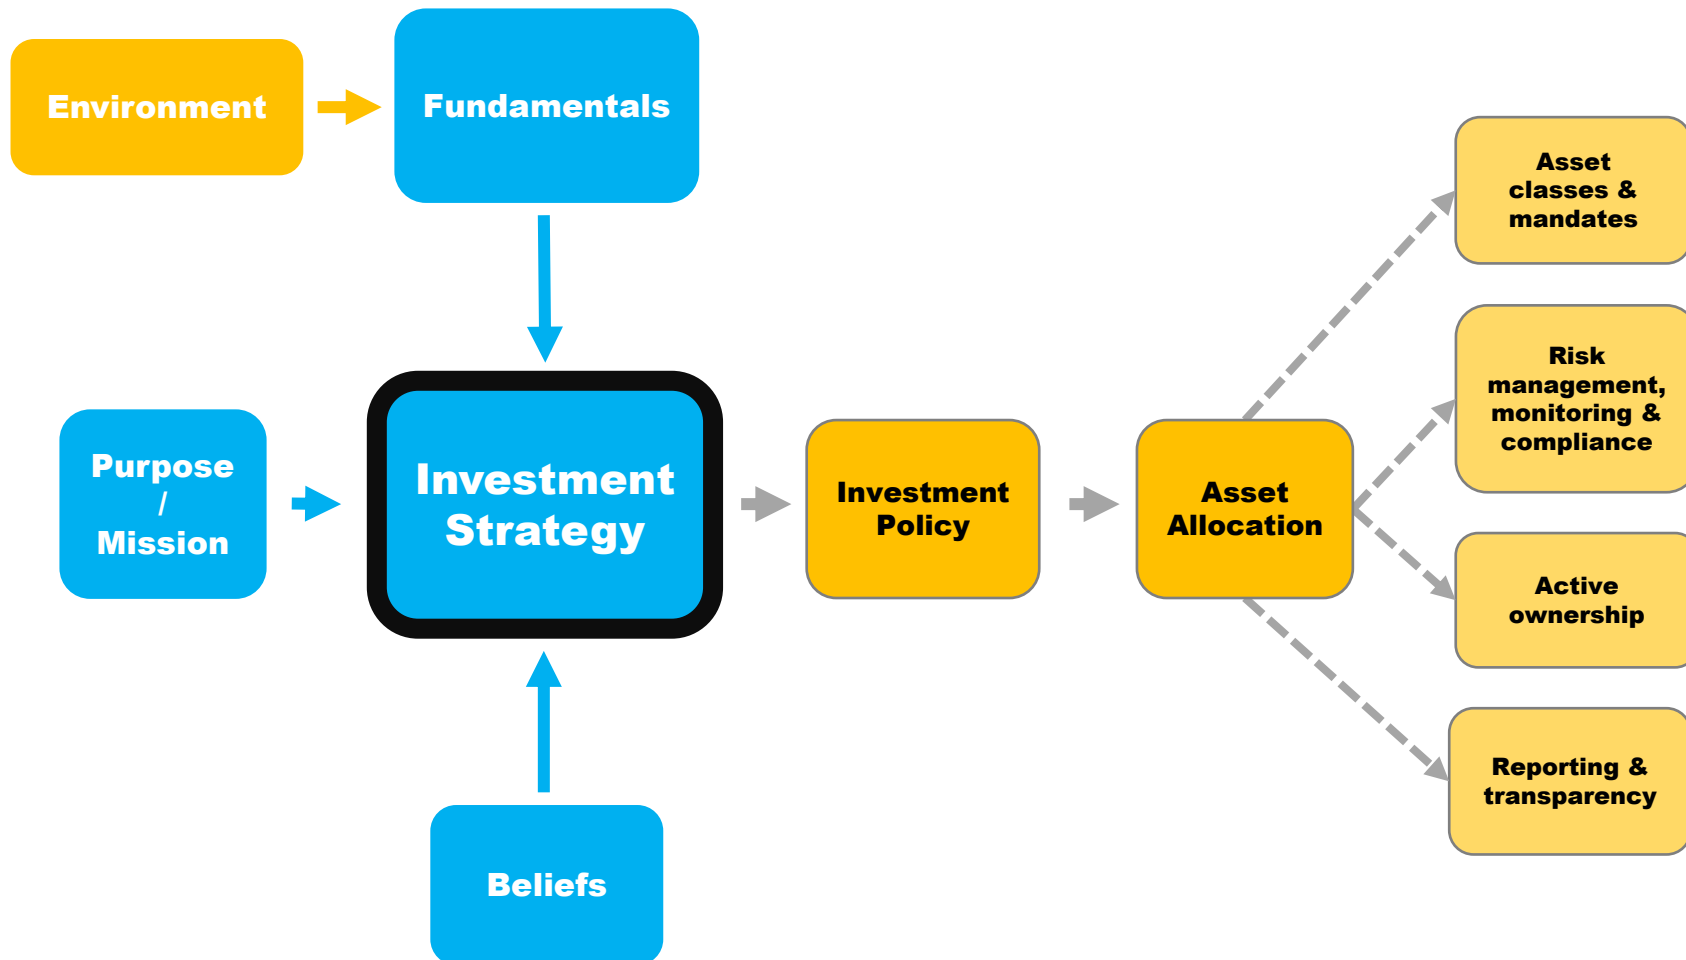 Environment
Fundamentals
Purpose
/
Mission
Investment
Strategy
Beliefs
Investment
Policy
Asset
Allocation
Asset
classes &
mandates
Risk
management,
monitoring &
compliance
Active
ownership
Reporting &
transparency